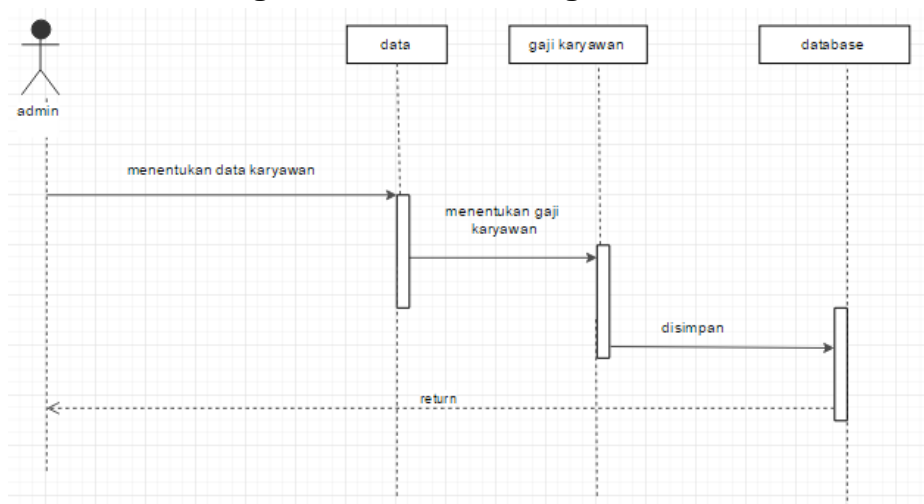 data
gaji karyawan
database
admin
menentukan data karyawan
menentukan gaji
karyawan
disimpan
return